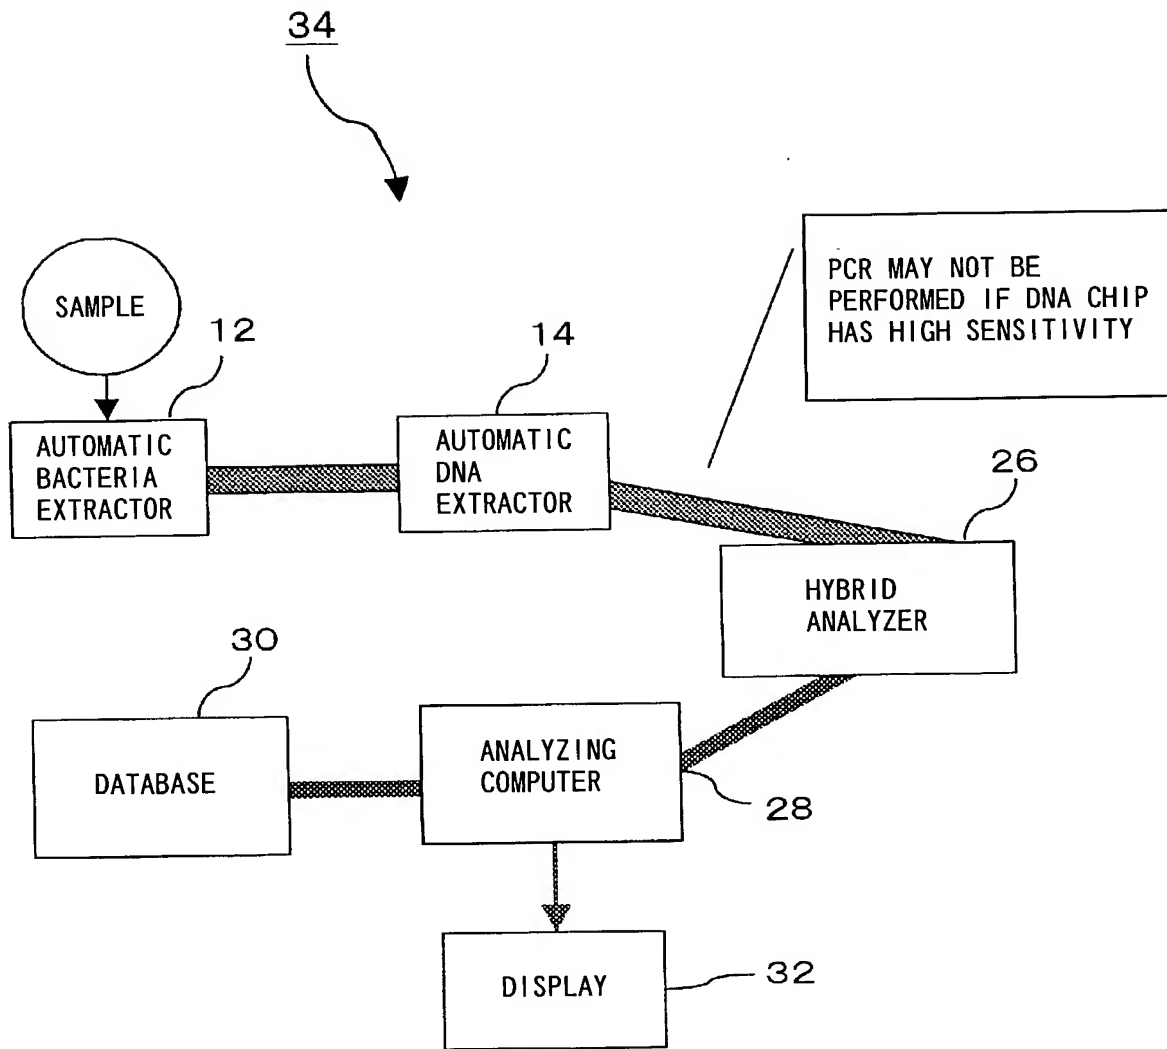 34
SAMPLE
12
14
PCR MAY NOT BE
PERFORMED IF DNA CHIP
HAS HIGH SENSITIVITY
AUTOMATIC
BACTERIA
EXTRACTOR
AUTOMATIC
DNA
EXTRACTOR
26
HYBRID
ANALYZER
30
DATABASE
ANALYZING
COMPUTER
28
DISPLAY
32